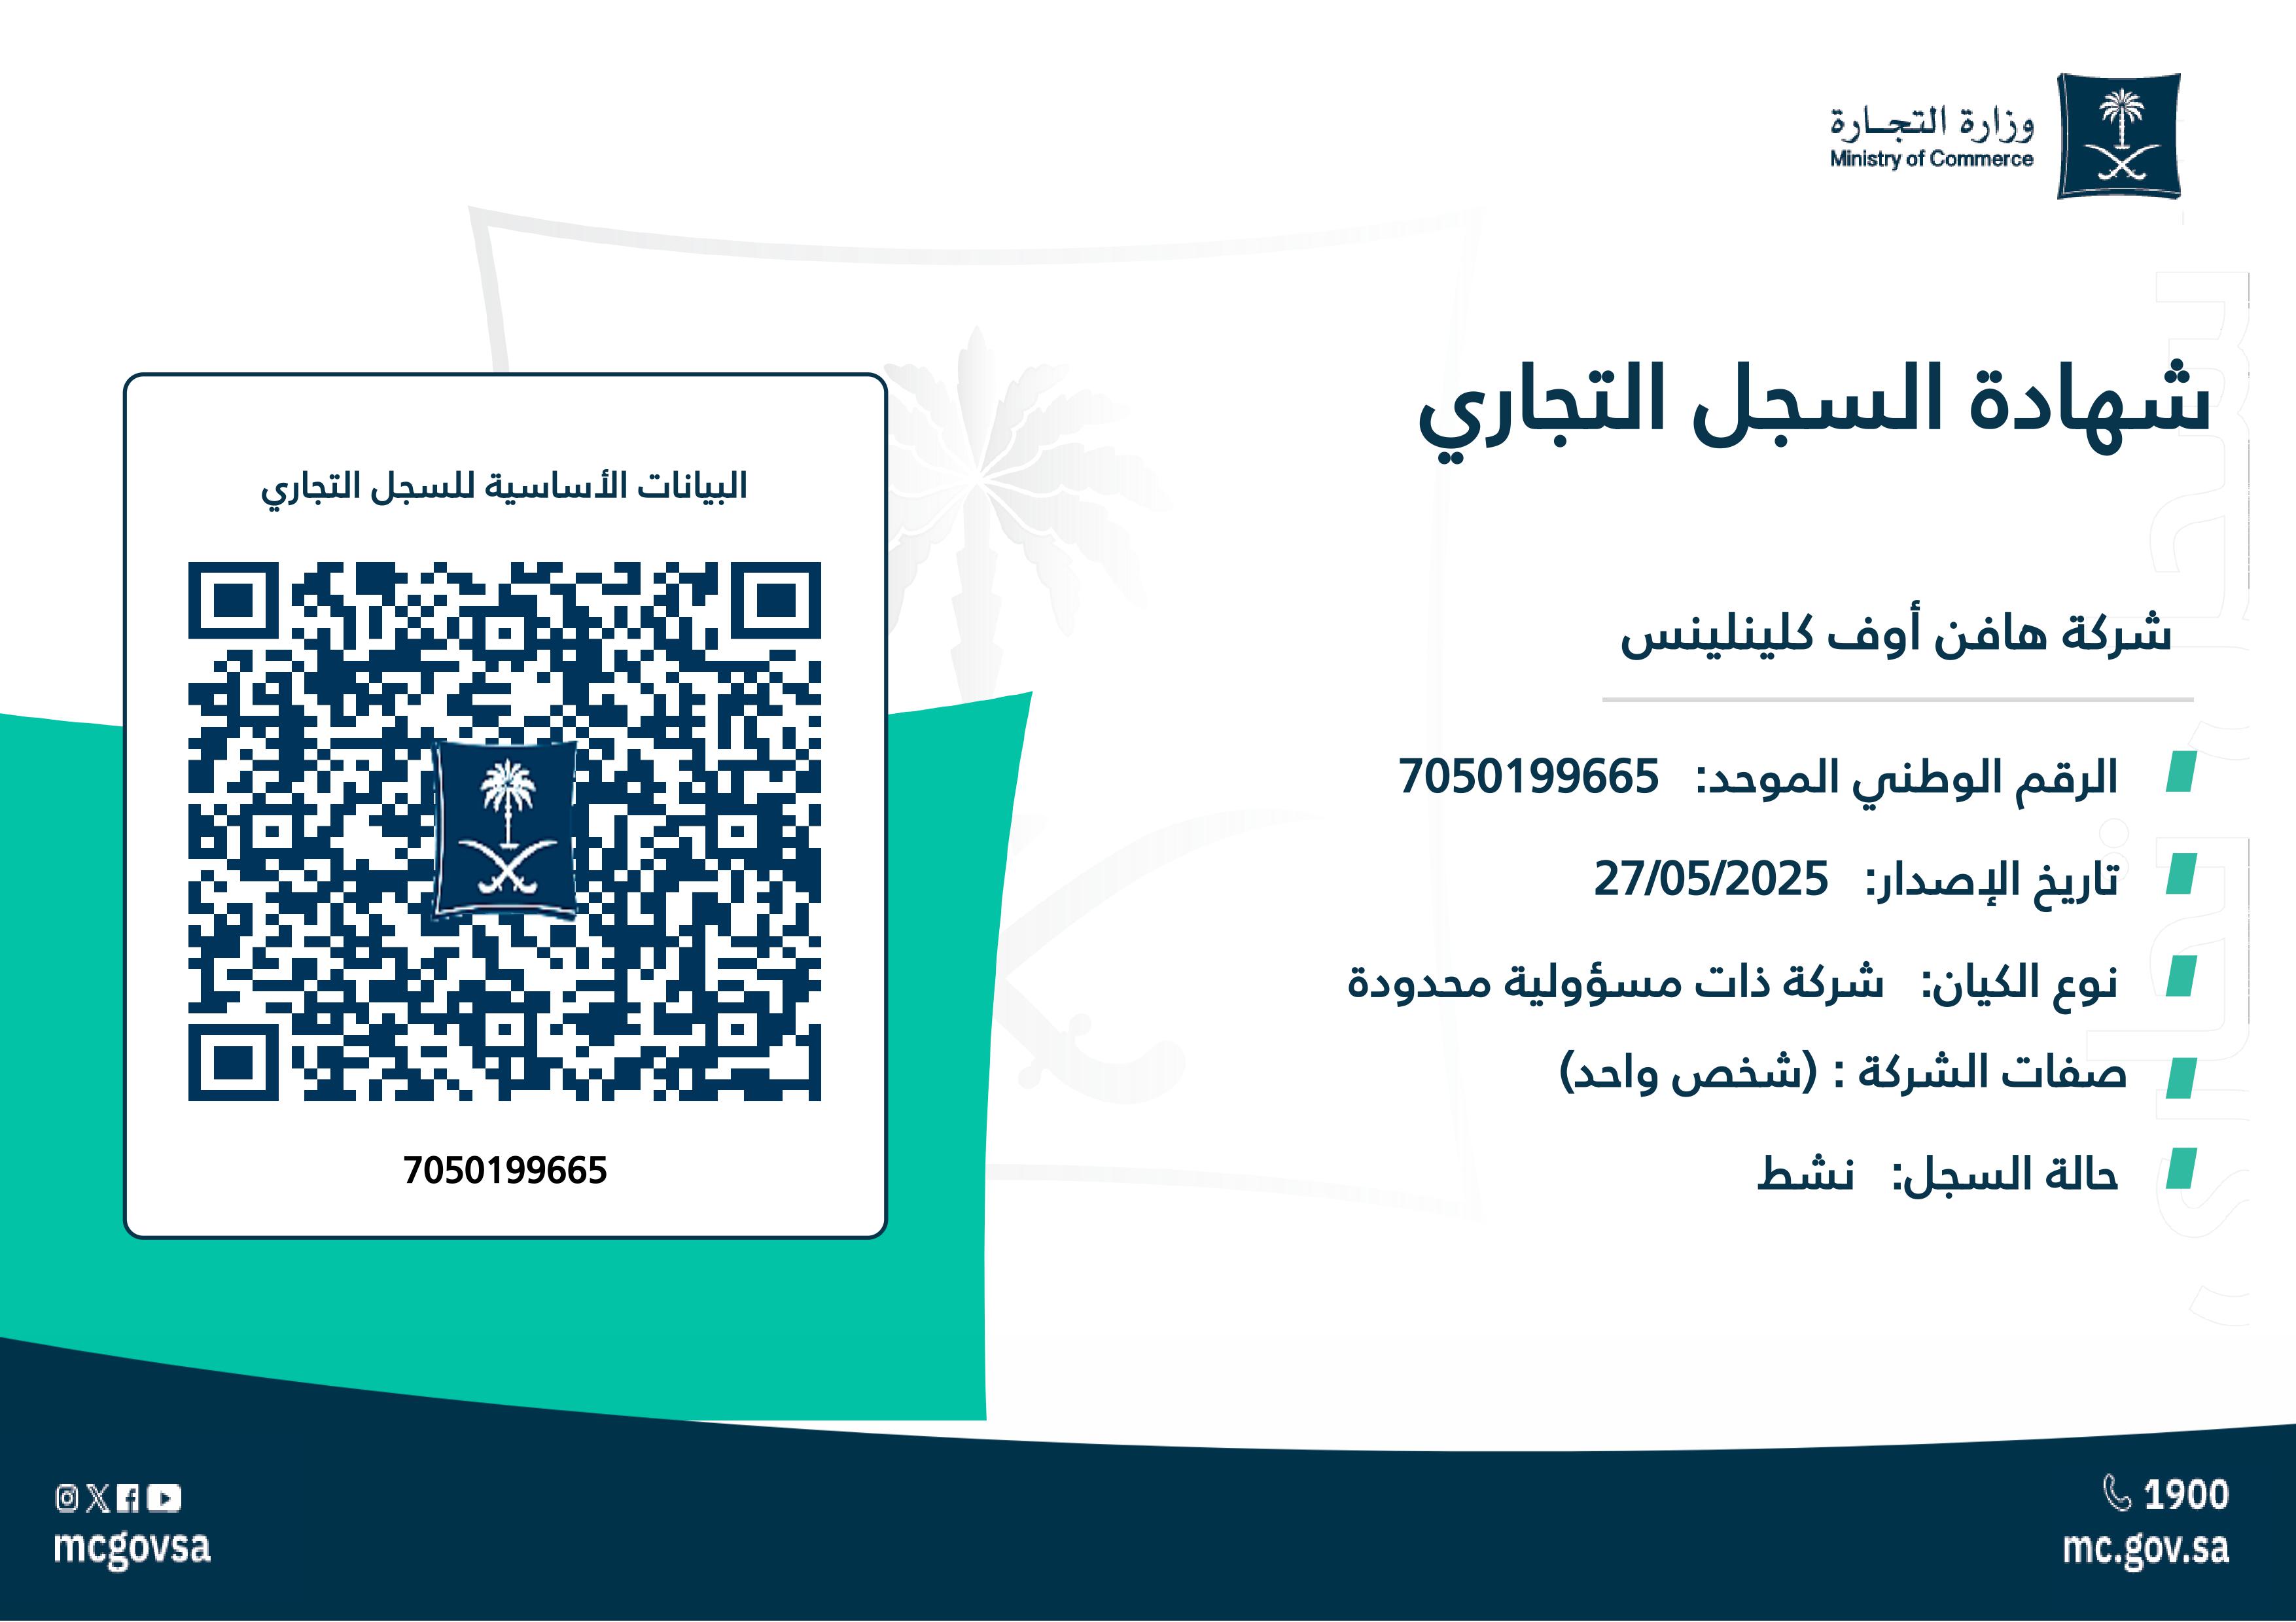 وزارة التجـارة
Ministry of Commerce
شهادة السجل التجاري
شركة هافن أوف كلينلينس
الرقم الوطني الموحد: 7050199665
تاريخ الإصدار: 27/05/2025
نوع الكيان: شركة ذات مسؤولية محدودة
صفات الشركة : (شخص واحد)
حالة السجل: نشط
البيانات الأساسية للسجل التجاري
7050199665
1900
mc.gov.sa
mcgovsa